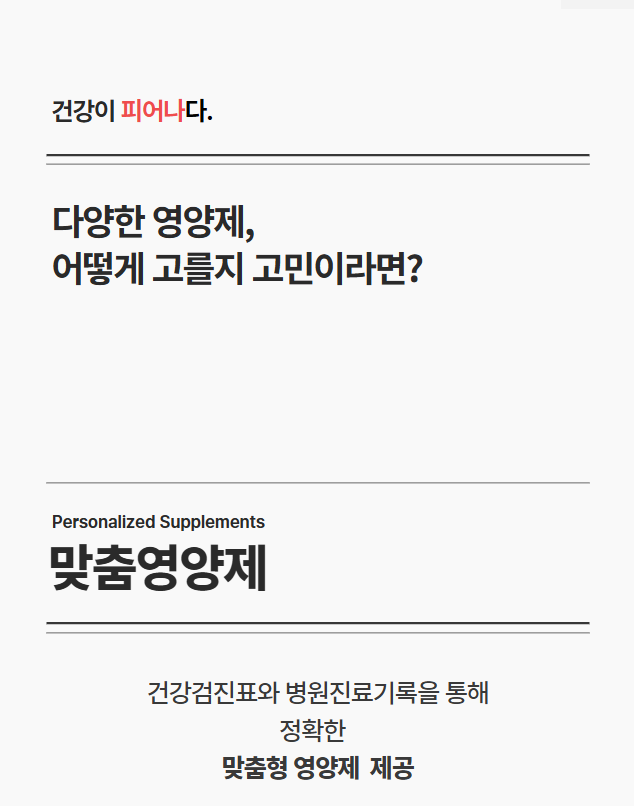 건강이 피어나다.
다양한 영양제,
어떻게 고를지 고민이라면?
Personalized Supplements
맞춤영양제
건강검진표와 병원진료기록을 통해
정확한
맞춤형 영양제 제공